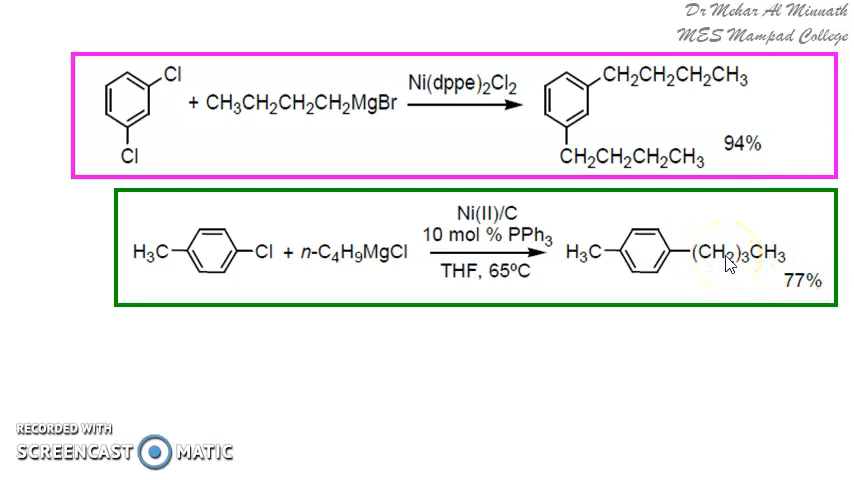 Dr Mehar Al Minnath
MES Mampad College
Cl
Cl
+ CH₃CH₂CH₂CH₂MgBr
Ni(dppe)₂Cl₂
CH₂CH₂CH₂CH₃
CH₂CH₂CH₂CH₃
94%
H₃C
Cl + n-C₄H₉MgCl
Ni(II)/C
10 mol % PPh₃
THF, 65ºC
H₃C
(CH₂)₃CH₃
77%
RECORDED WITH
SCREENCAST MATIC